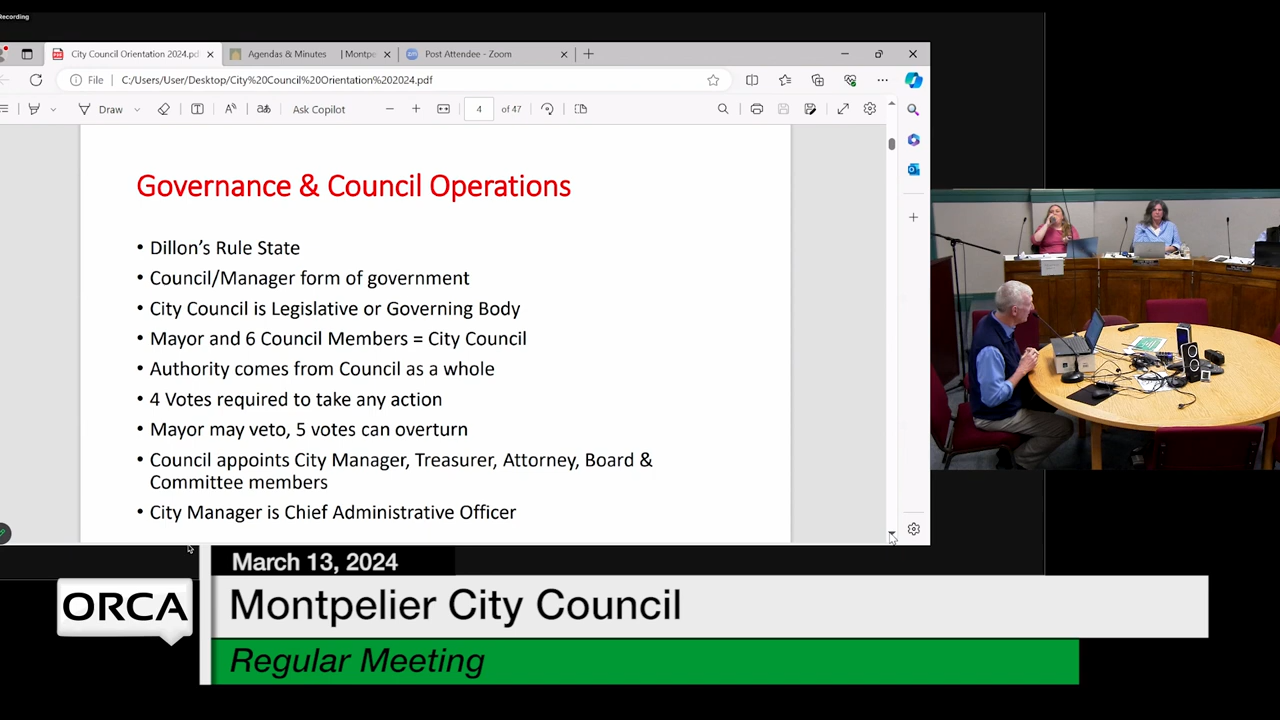 Recording
City Council Orientation 2024.pd
Agendas & Minutes | Montpe
Post Attendee - Zoom
File
C:/Users/User/Desktop/City%20Council%20Orientation%202024.pdf
Draw
Ask Copilot
4 of 47
Governance & Council Operations
• Dillon's Rule State
• Council/Manager form of government
• City Council is Legislative or Governing Body
• Mayor and 6 Council Members = City Council
• Authority comes from Council as a whole
• 4 Votes required to take any action
• Mayor may veto, 5 votes can overturn
• Council appoints City Manager, Treasurer, Attorney, Board &
Committee members
• City Manager is Chief Administrative Officer
March 13, 2024
ORCA
Montpelier City Council
Regular Meeting